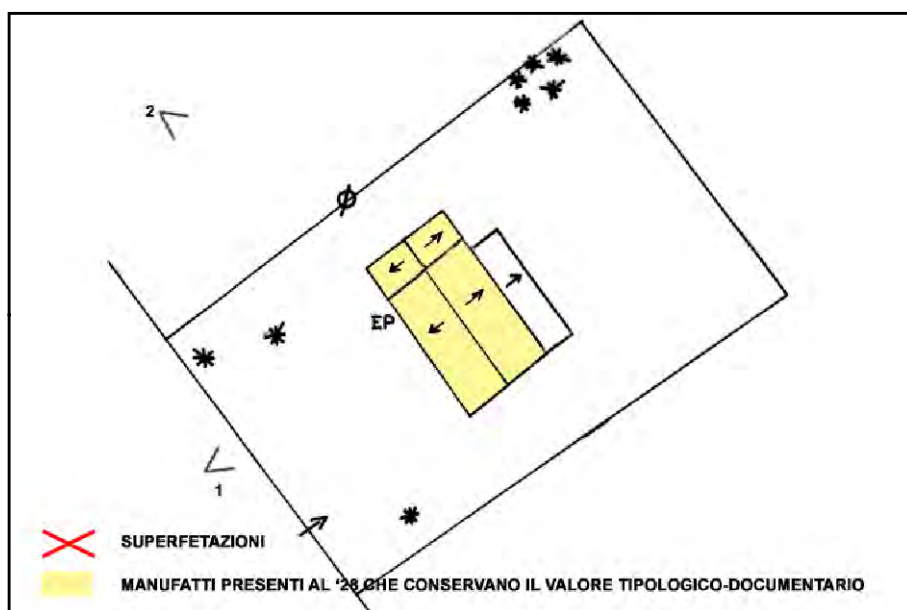 2
EP
1
SUPERFETAZIONI
MANUFATTI PRESENTI AL '28 CHE CONSERVANO IL VALORE TIPOLOGICO-DOCUMENTARIO